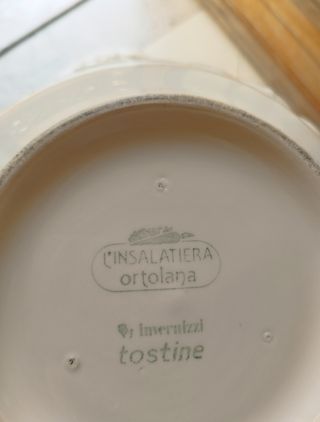 L'INSALATIERA
ortolana
invernizzi
tostine